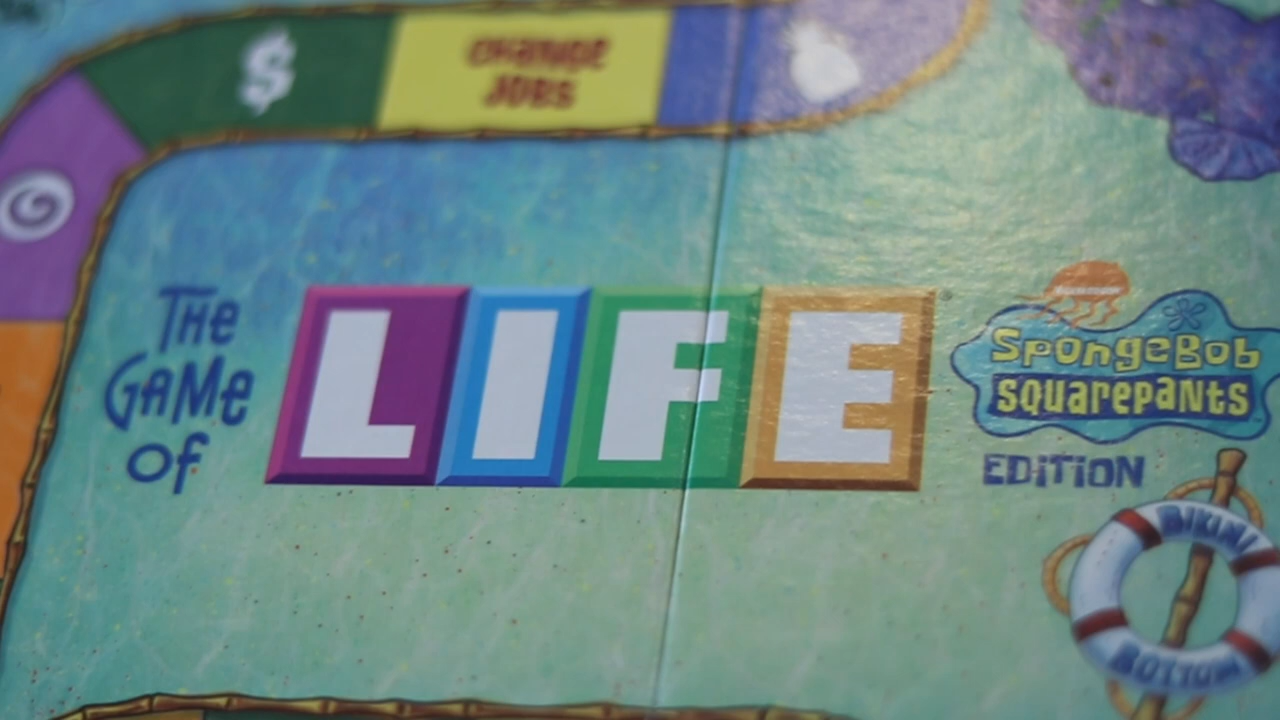 $
CHANGE
JOBS
THE
GAME
OF
LIFE
SpongeBob
SQUAREPANTS
EDITION
BIKINI
BOTTOM